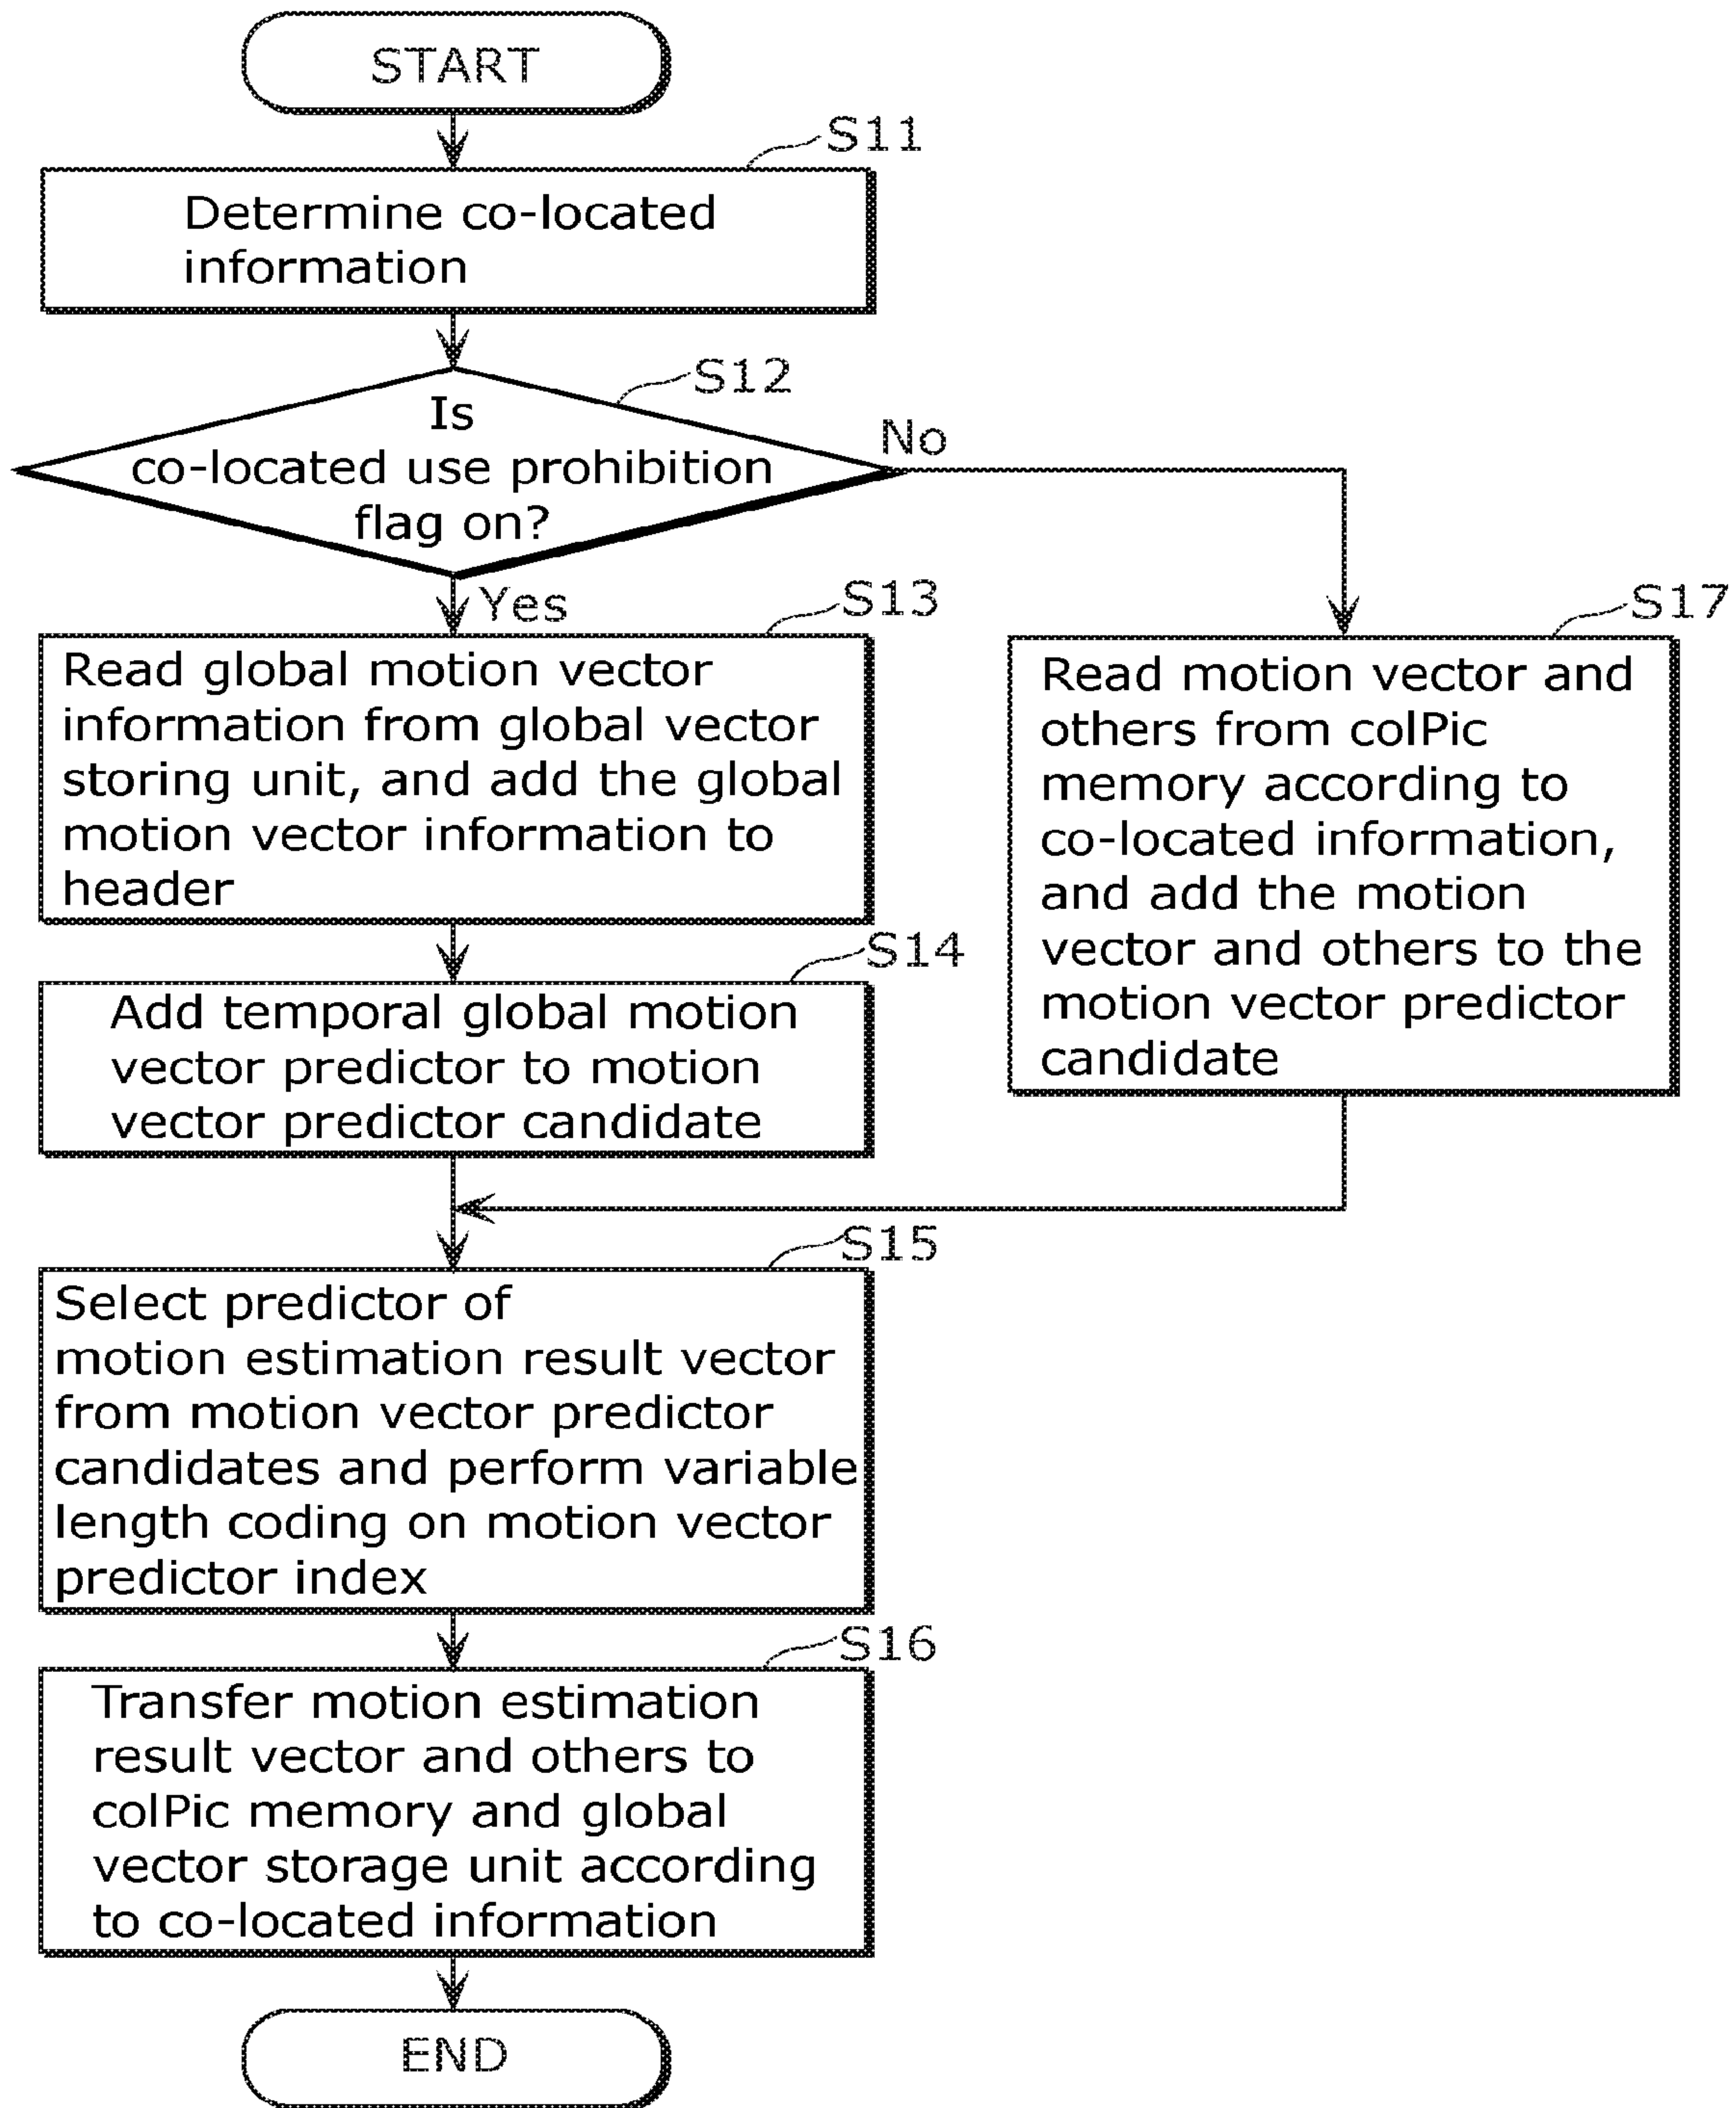 START
S11
Determine co-located
information
S12
Is
co-located use prohibition
flag on?
No
Yes
S13
Read global motion vector
information from global vector
storing unit, and add the global
motion vector information to
header
S17
Read motion vector and
others from colPic
memory according to
co-located information,
and add the motion
vector and others to the
motion vector predictor
candidate
S14
Add temporal global motion
vector predictor to motion
vector predictor candidate
S15
Select predictor of
motion estimation result vector
from motion vector predictor
candidates and perform variable
length coding on motion vector
predictor index
S16
Transfer motion estimation
result vector and others to
colPic memory and global
vector storage unit according
to co-located information
END